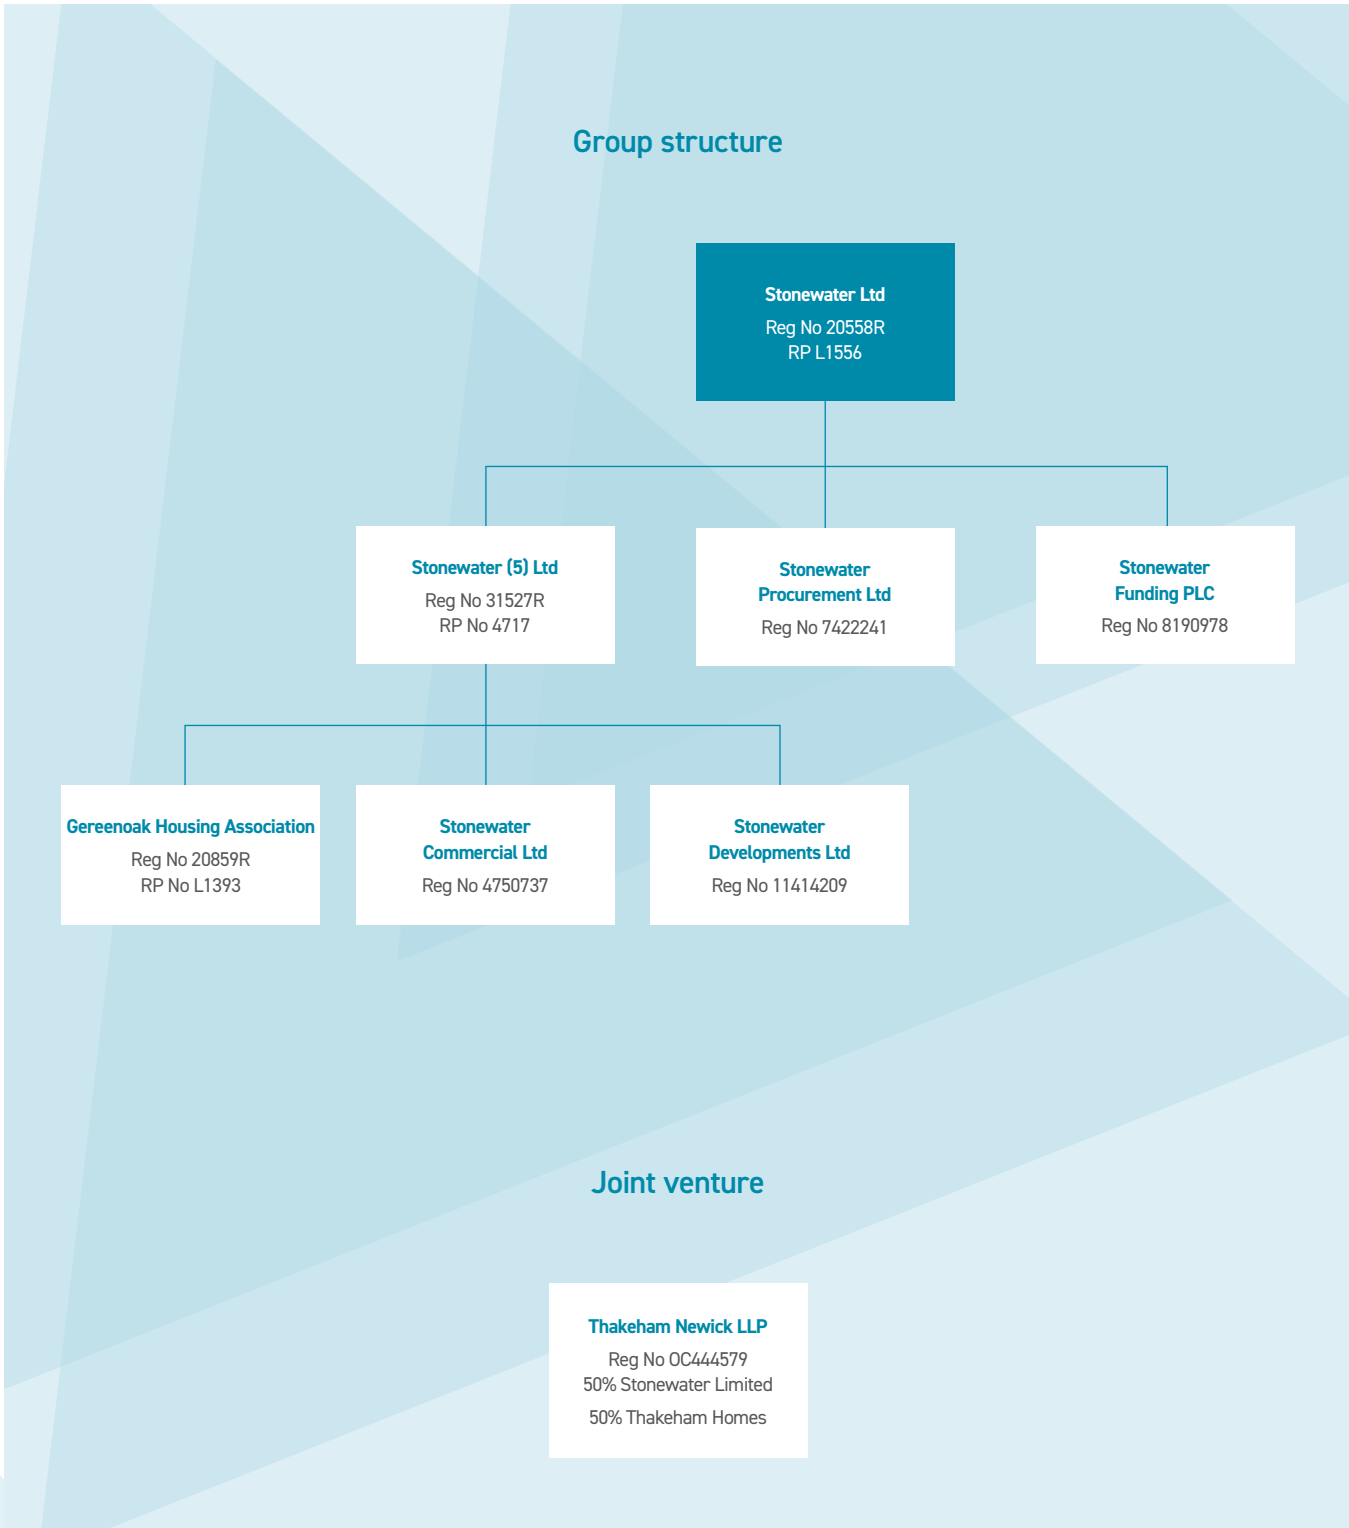 Group structure
Stonewater Ltd
Reg No 20558R
RP L1556
Stonewater (5) Ltd
Reg No 31527R
RP No 4717
Stonewater
Procurement Ltd
Reg No 7422241
Stonewater
Funding PLC
Reg No 8190978
Gereenoak Housing Association
Reg No 20859R
RP No L1393
Stonewater
Commercial Ltd
Reg No 4750737
Stonewater
Developments Ltd
Reg No 11414209
Joint venture
Thakeham Newick LLP
Reg No OC444579
50% Stonewater Limited
50% Thakeham Homes